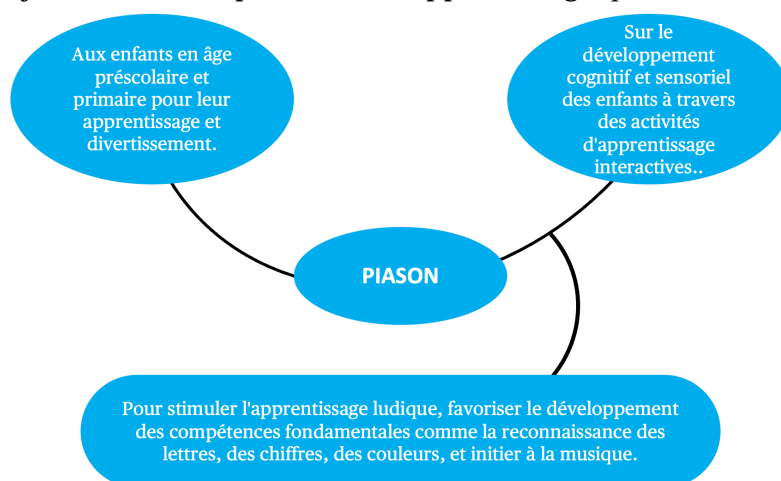 Aux enfants en âge
préscolaire et
primaire pour leur
apprentissage et
divertissement.
Sur le
développement
cognitif et sensoriel
des enfants à travers
des activités
d'apprentissage
interactives..
PIASON
Pour stimuler l'apprentissage ludique, favoriser le développement
des compétences fondamentales comme la reconnaissance des
lettres, des chiffres, des couleurs, et initier à la musique.